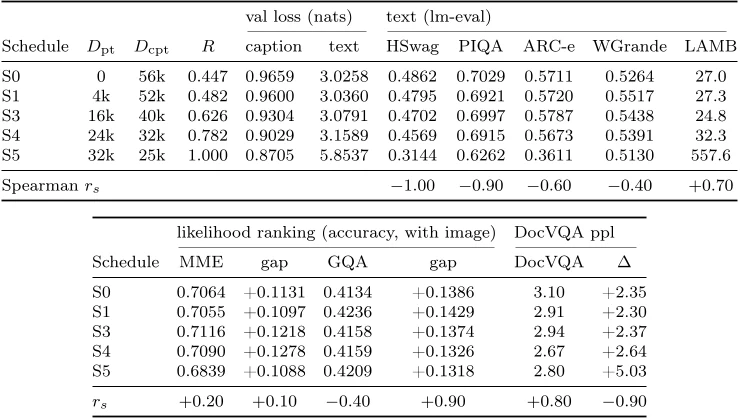 val loss (nats) text (lm-eval)
Schedule D_pt D_cpt R caption text HSwag PIQA ARC-e WGrande LAMB
S0 0 56k 0.447 0.9659 3.0258 0.4862 0.7029 0.5711 0.5264 27.0
S1 4k 52k 0.482 0.9600 3.0360 0.4795 0.6921 0.5720 0.5517 27.3
S3 16k 40k 0.626 0.9304 3.0791 0.4702 0.6997 0.5787 0.5438 24.8
S4 24k 32k 0.782 0.9029 3.1589 0.4569 0.6915 0.5673 0.5391 32.3
S5 32k 25k 1.000 0.8705 5.8537 0.3144 0.6262 0.3611 0.5130 557.6
Spearman r_s −1.00 −0.90 −0.60 −0.40 +0.70
likelihood ranking (accuracy, with image) DocVQA ppl
Schedule MME gap GQA gap DocVQA Δ
S0 0.7064 +0.1131 0.4134 +0.1386 3.10 +2.35
S1 0.7055 +0.1097 0.4236 +0.1429 2.91 +2.30
S3 0.7116 +0.1218 0.4158 +0.1374 2.94 +2.37
S4 0.7090 +0.1278 0.4159 +0.1326 2.67 +2.64
S5 0.6839 +0.1088 0.4209 +0.1318 2.80 +5.03
r_s +0.20 +0.10 −0.40 +0.90 +0.80 −0.90